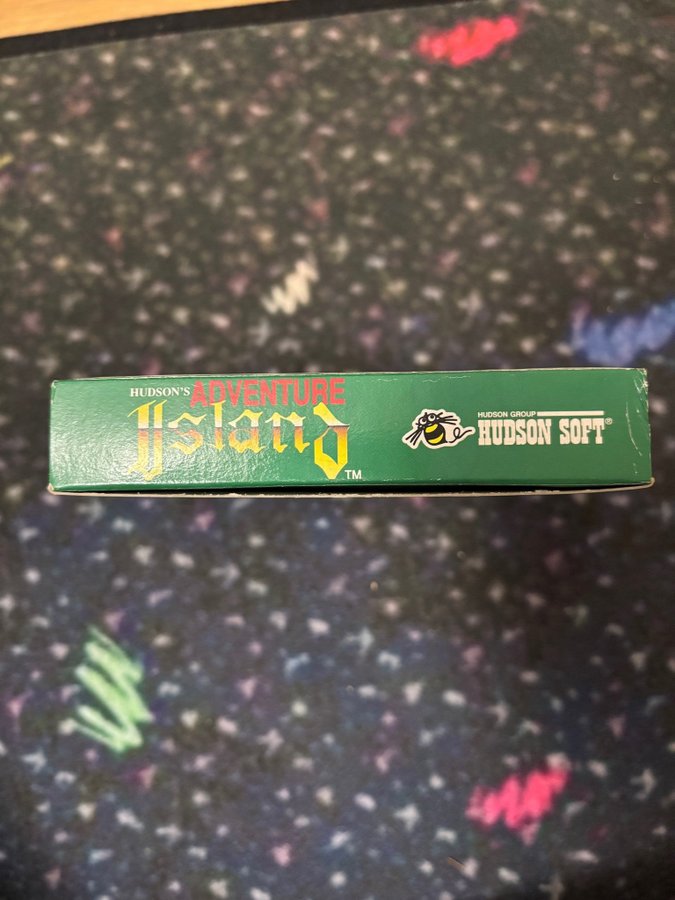 HUDSON'S ADVENTURE
Island
TM
HUDSON GROUP
HUDSON SOFT®